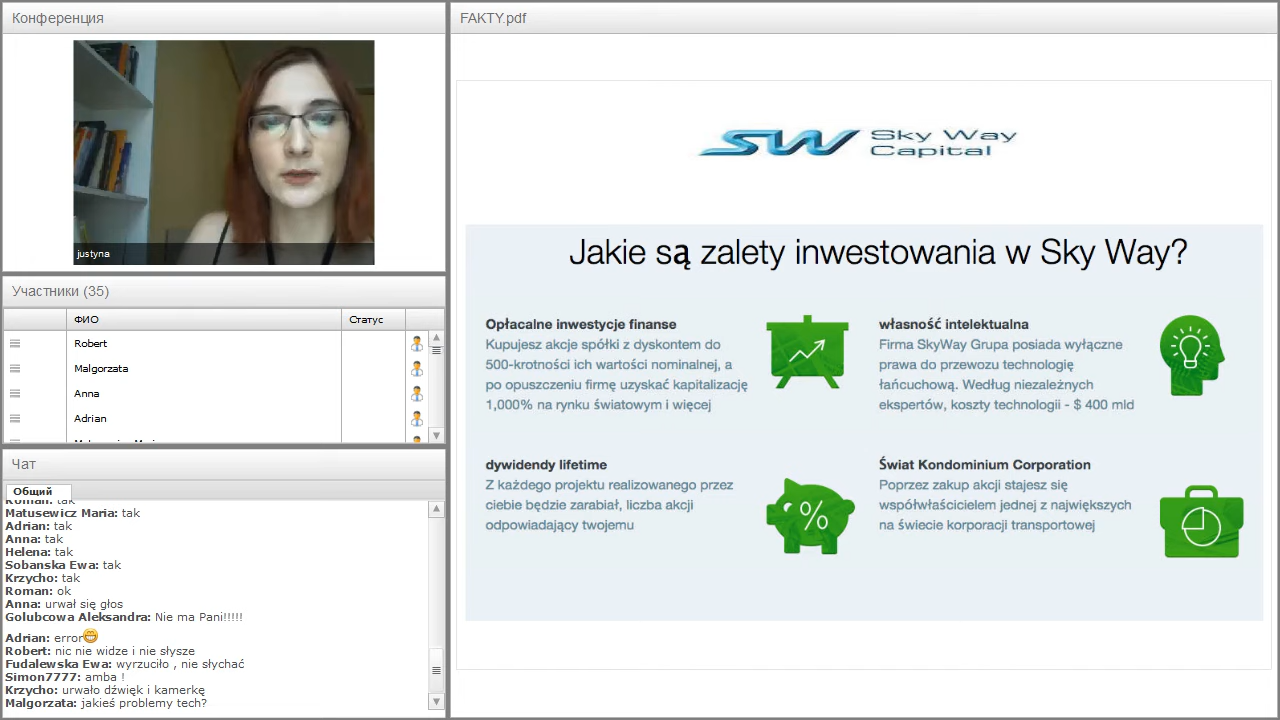 Конференция
justyna
Участники (35)
ФИО
Статус
Robert
Malgorzata
Anna
Adrian
Чат
Общий
Roman: tak
Matusewicz Maria: tak
Adrian: tak
Anna: tak
Helena: tak
Sobanska Ewa: tak
Krzycho: tak
Roman: ok
Anna: urwał się głos
Golubcowa Aleksandra: Nie ma Pani!!!!!
Adrian: error
Robert: nic nie widze i nie słysze
Fudalewska Ewa: wyrzuciło , nie słychać
Simon7777: amba !
Krzycho: urwało dźwięk i kamerkę
Malgorzata: jakieś problemy tech?
FAKTY.pdf
SW Sky Way
Capital
Jakie są zalety inwestowania w Sky Way?
Opłacalne inwestycje finanse
Kupujesz akcje spółki z dyskontem do
500-krotności ich wartości nominalnej, a
po opuszczeniu firmę uzyskać kapitalizację
1,000% na rynku światowym i więcej
własność intelektualna
Firma SkyWay Grupa posiada wyłączne
prawa do przewozu technologię
łańcuchową. Według niezależnych
ekspertów, koszty technologii - $ 400 mld
dywidendy lifetime
Z każdego projektu realizowanego przez
ciebie będzie zarabiał, liczba akcji
odpowiadający twojemu
%
Świat Kondominium Corporation
Poprzez zakup akcji stajesz się
współwłaścicielem jednej z największych
na świecie korporacji transportowej